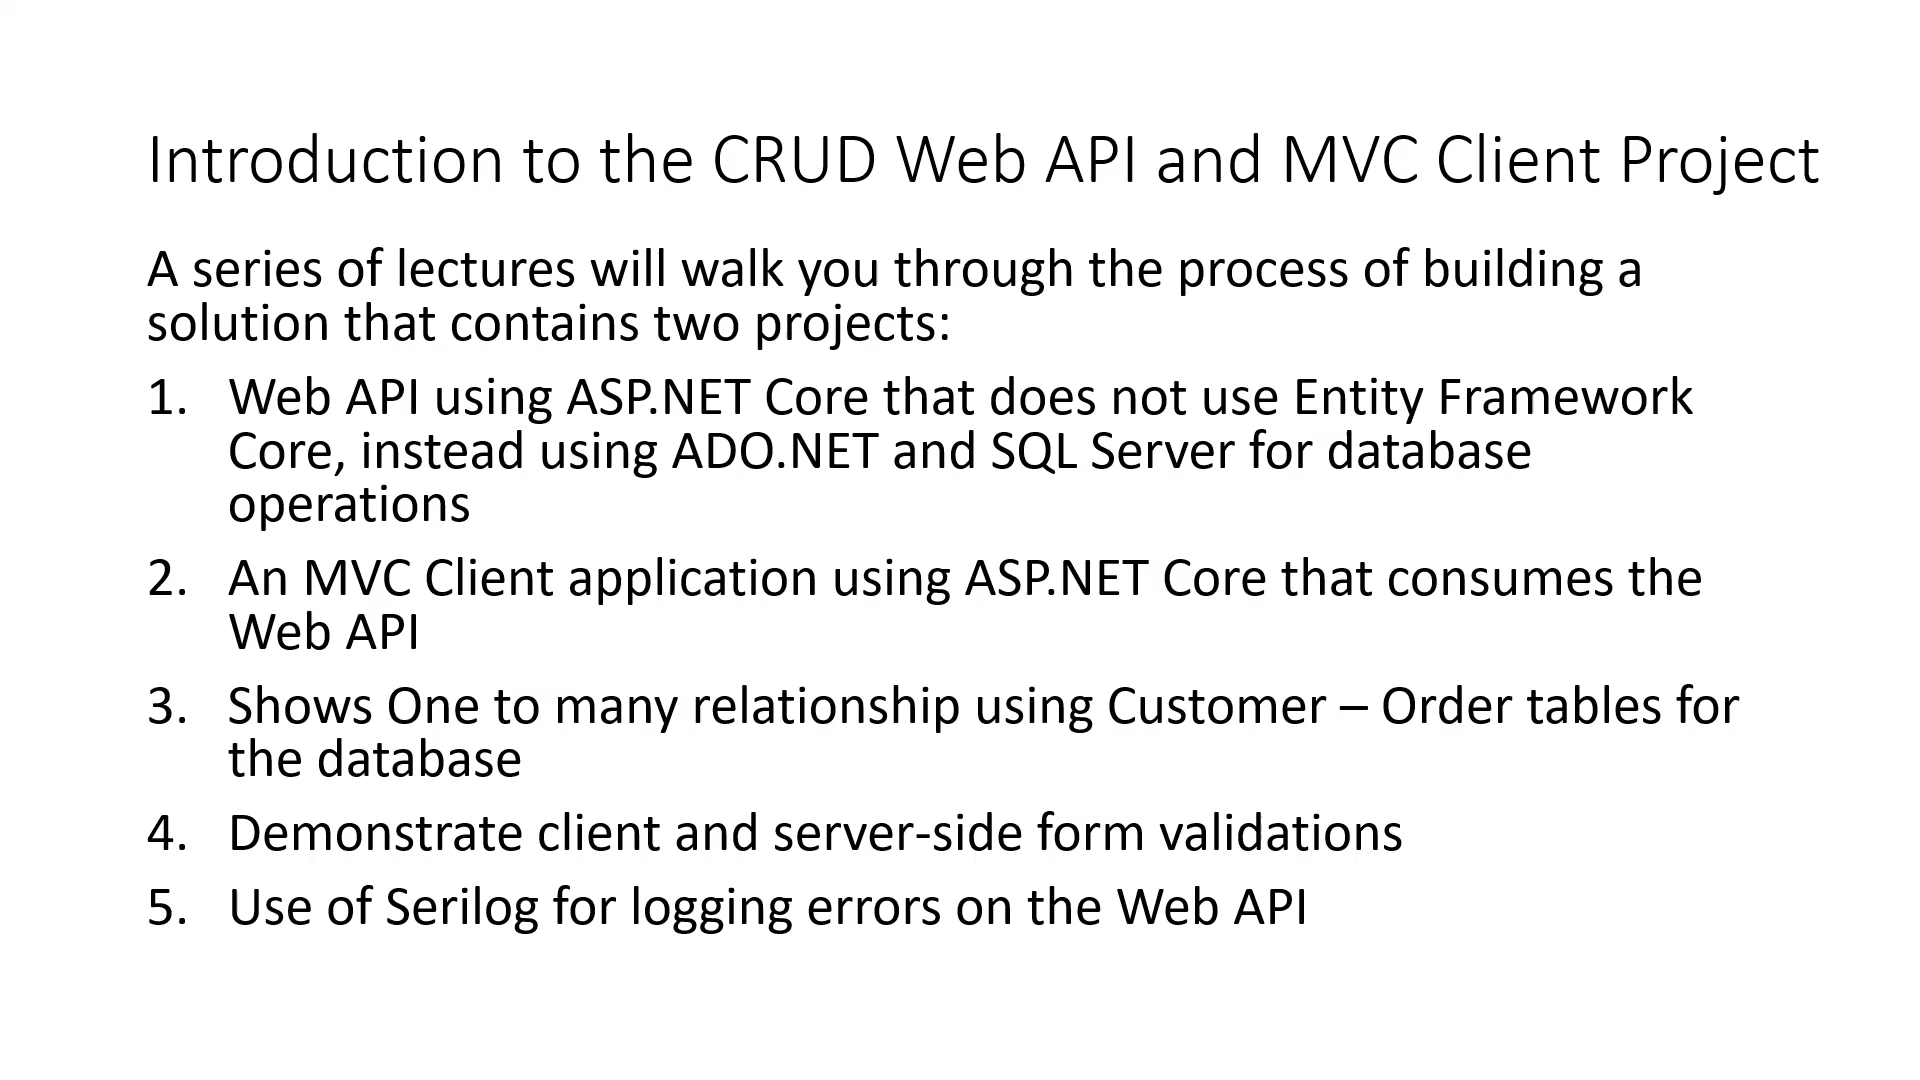 Introduction to the CRUD Web API and MVC Client Project
A series of lectures will walk you through the process of building a
solution that contains two projects:
1. Web API using ASP.NET Core that does not use Entity Framework
Core, instead using ADO.NET and SQL Server for database
operations
2. An MVC Client application using ASP.NET Core that consumes the
Web API
3. Shows One to many relationship using Customer – Order tables for
the database
4. Demonstrate client and server-side form validations
5. Use of Serilog for logging errors on the Web API